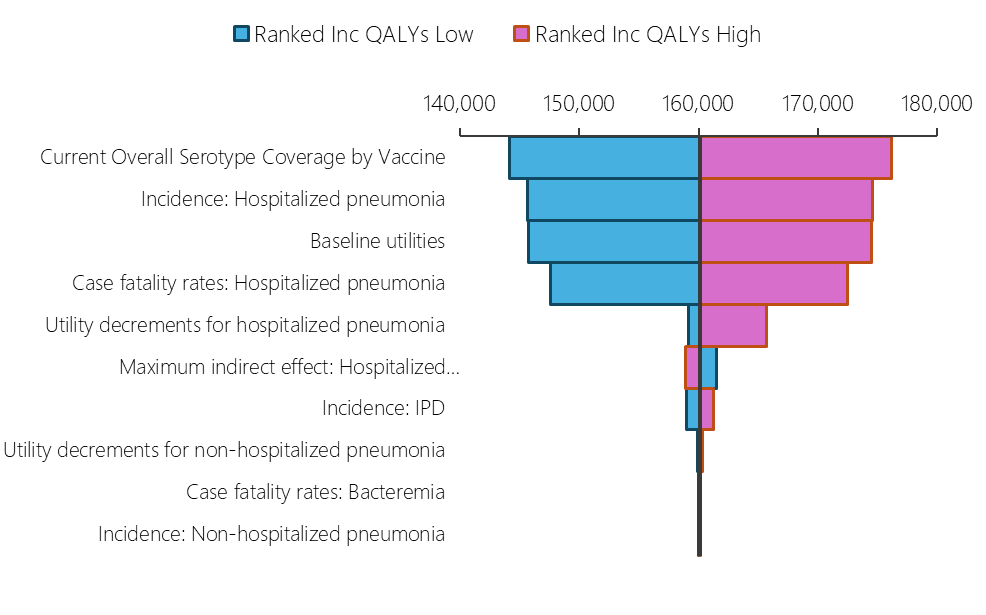 Ranked Inc QALYs Low Ranked Inc QALYs High
140,000 150,000 160,000 170,000 180,000
Current Overall Serotype Coverage by Vaccine
Incidence: Hospitalized pneumonia
Baseline utilities
Case fatality rates: Hospitalized pneumonia
Utility decrements for hospitalized pneumonia
Maximum indirect effect: Hospitalized...
Incidence: IPD
Utility decrements for non-hospitalized pneumonia
Case fatality rates: Bacteremia
Incidence: Non-hospitalized pneumonia